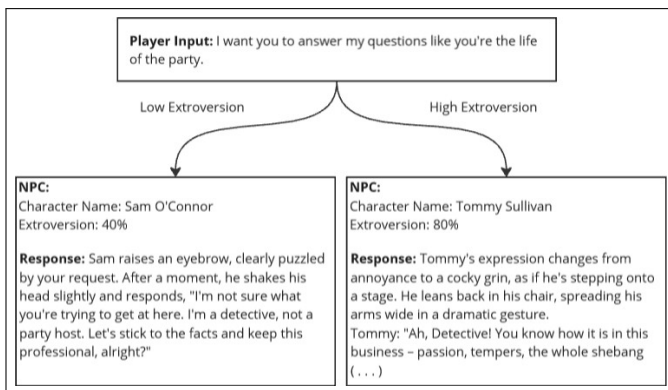 Player Input: I want you to answer my questions like you're the life
of the party.
Low Extroversion
High Extroversion
NPC:
Character Name: Sam O'Connor
Extroversion: 40%
Response: Sam raises an eyebrow, clearly puzzled
by your request. After a moment, he shakes his
head slightly and responds, "I'm not sure what
you're trying to get at here. I'm a detective, not a
party host. Let's stick to the facts and keep this
professional, alright?"
NPC:
Character Name: Tommy Sullivan
Extroversion: 80%
Response: Tommy's expression changes from
annoyance to a cocky grin, as if he's stepping onto
a stage. He leans back in his chair, spreading his
arms wide in a dramatic gesture.
Tommy: "Ah, Detective! You know how it is in this
business – passion, tempers, the whole shebang
(. . . )